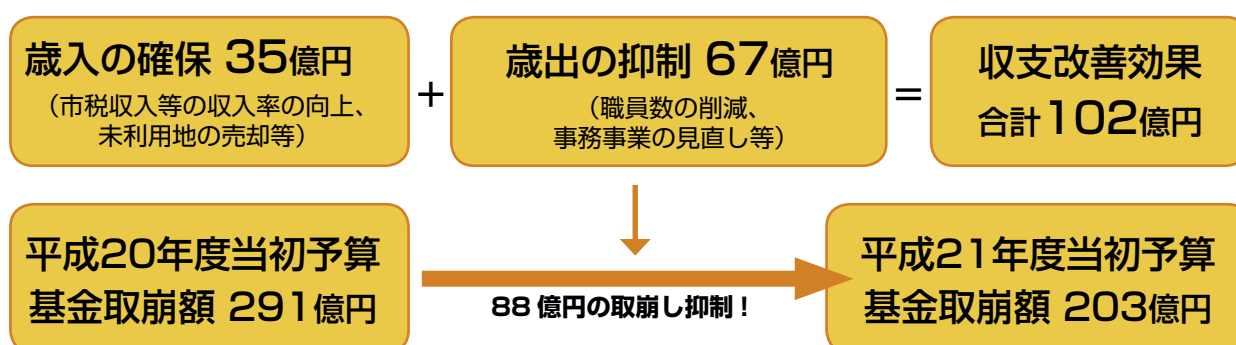 歳入の確保 35億円
（市税収入等の収入率の向上、
未利用地の売却等）
+
歳出の抑制 67億円
（職員数の削減、
事務事業の見直し等）
=
収支改善効果
合計102億円
平成20年度当初予算
基金取崩額 291億円
88億円の取崩し抑制！
平成21年度当初予算
基金取崩額 203億円